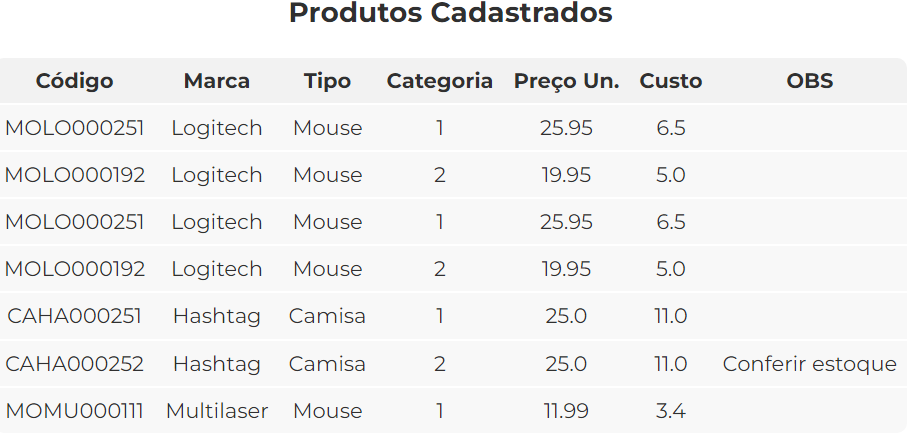 Produtos Cadastrados
Código Marca Tipo Categoria Preço Un. Custo OBS
MOLO000251 Logitech Mouse 1 25.95 6.5
MOLO000192 Logitech Mouse 2 19.95 5.0
MOLO000251 Logitech Mouse 1 25.95 6.5
MOLO000192 Logitech Mouse 2 19.95 5.0
CAHA000251 Hashtag Camisa 1 25.0 11.0
CAHA000252 Hashtag Camisa 2 25.0 11.0 Conferir estoque
MOMU000111 Multilaser Mouse 1 11.99 3.4